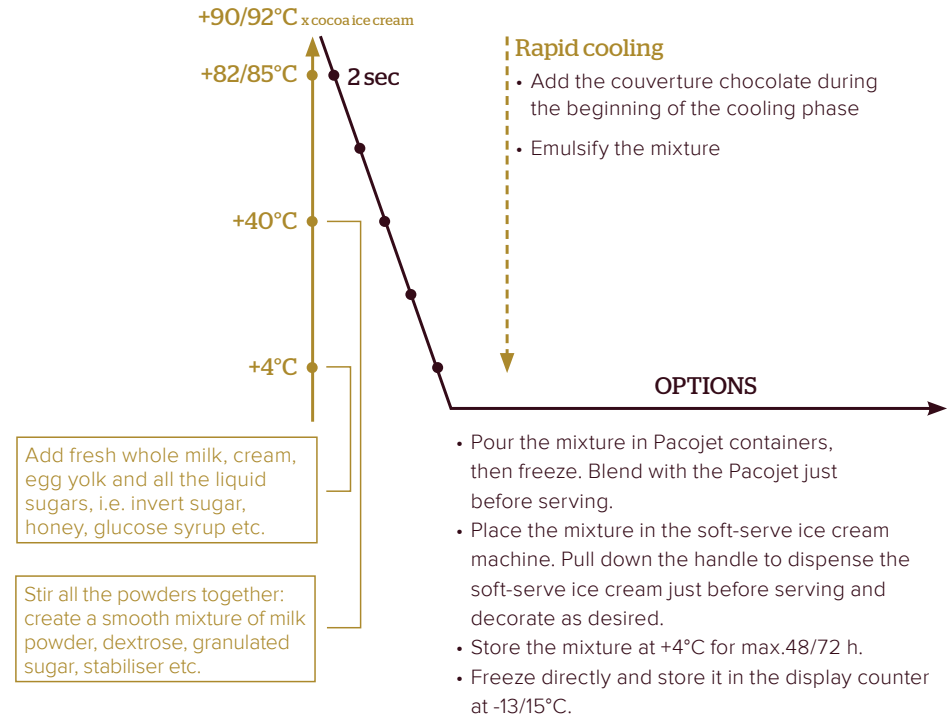 +90/92°C x cocoa ice cream
+82/85°C
2 sec
+40°C
+4°C
Rapid cooling
• Add the couverture chocolate during
the beginning of the cooling phase
• Emulsify the mixture
Add fresh whole milk, cream,
egg yolk and all the liquid
sugars, i.e. invert sugar,
honey, glucose syrup etc.
Stir all the powders together:
create a smooth mixture of milk
powder, dextrose, granulated
sugar, stabiliser etc.
OPTIONS
• Pour the mixture in Pacojet containers,
then freeze. Blend with the Pacojet just
before serving.
• Place the mixture in the soft-serve ice cream
machine. Pull down the handle to dispense the
soft-serve ice cream just before serving and
decorate as desired.
• Store the mixture at +4°C for max.48/72 h.
• Freeze directly and store it in the display counter
at -13/15°C.